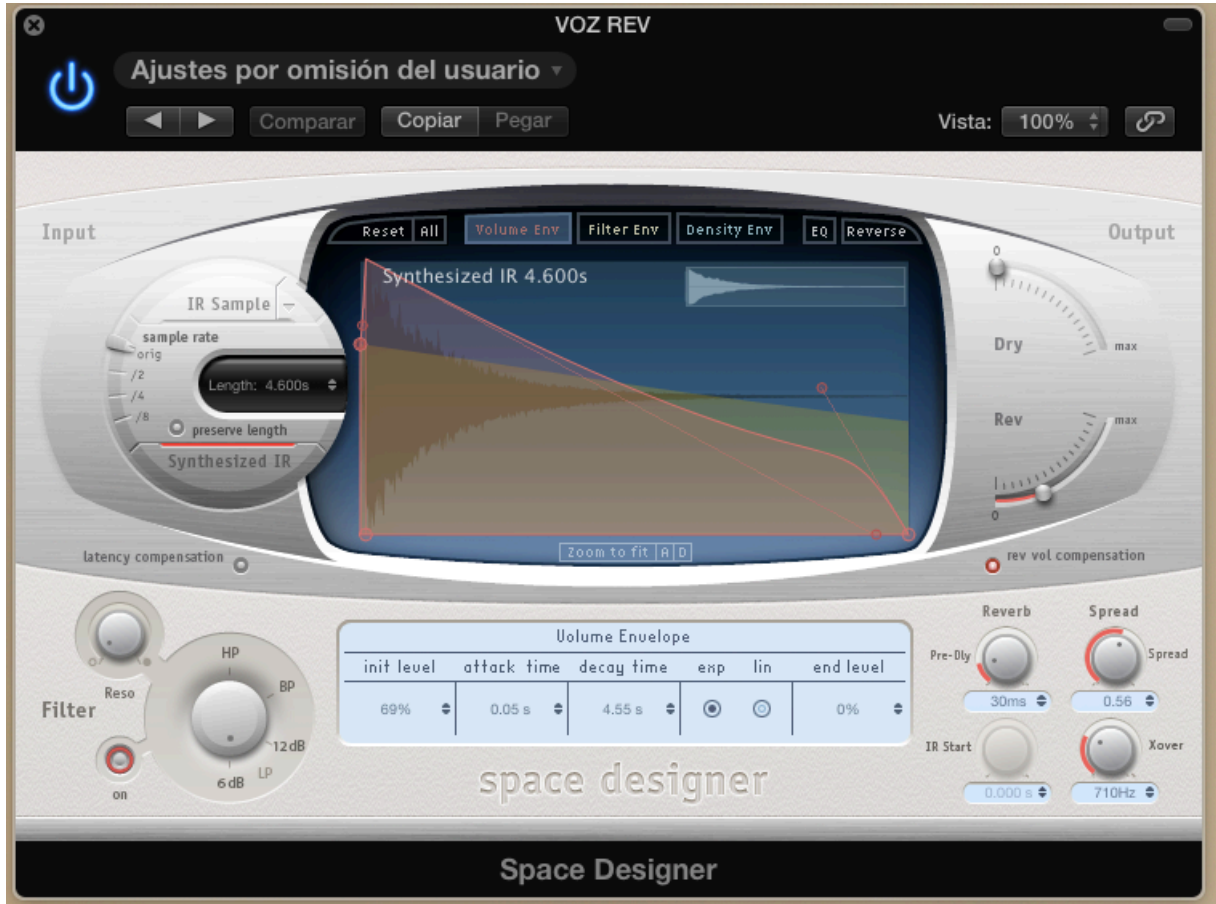 VOZ REV
Ajustes por omisión del usuario
Comparar Copiar Pegar
Vista: 100%
Input
Output
Reset All Volume Env Filter Env Density Env EQ Reverse
Synthesized IR 4.600s
IR Sample
sample rate
orig
/2
/4
/8
Length: 4.600s
preserve length
Synthesized IR
0
Dry
max
Rev
max
0
Zoom to fit A D
latency compensation
rev vol compensation
Reso
Filter
on
HP
BP
12dB
LP
6dB
Volume Envelope
init level attack time decay time exp lin end level
69% 0.05 s 4.55 s 0%
space designer
Reverb Spread
Pre-Dly Spread
30ms 0.56
IR Start Xover
0.000 s 710Hz
Space Designer